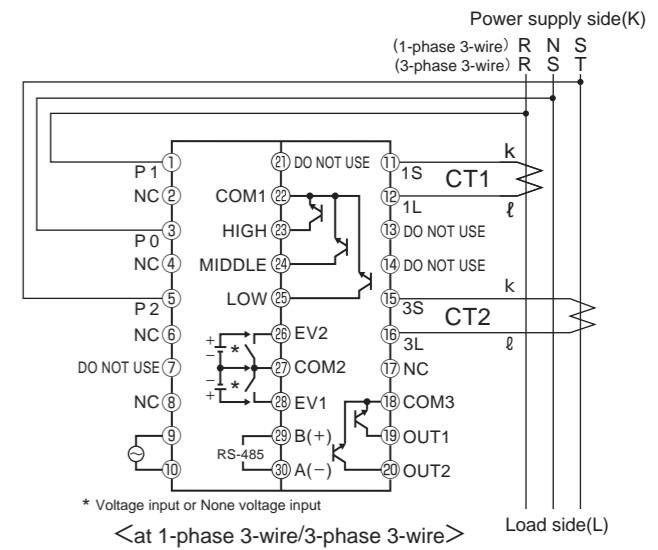 Power supply side(K)
(1-phase 3-wire) R N S
(3-phase 3-wire) R S T
① P1
NC ②
③ P0
NC ④
⑤ P2
NC ⑥
DO NOT USE ⑦
NC ⑧
⑨
⑩
㉑ DO NOT USE
COM1 ㉒
HIGH ㉓
MIDDLE ㉔
LOW ㉕
㉖ EV2
㉗ COM2
㉘ EV1
+
−
*
−
+
*
RS-485
㉙ B(+)
㉚ A(−)
⑪ 1S
k
CT1
⑫ 1L
ℓ
⑬ DO NOT USE
⑭ DO NOT USE
⑮ 3S
k
CT2
⑯ 3L
ℓ
⑰ NC
⑱ COM3
⑲ OUT1
⑳ OUT2
* Voltage input or None voltage input
<at 1-phase 3-wire/3-phase 3-wire>
Load side(L)